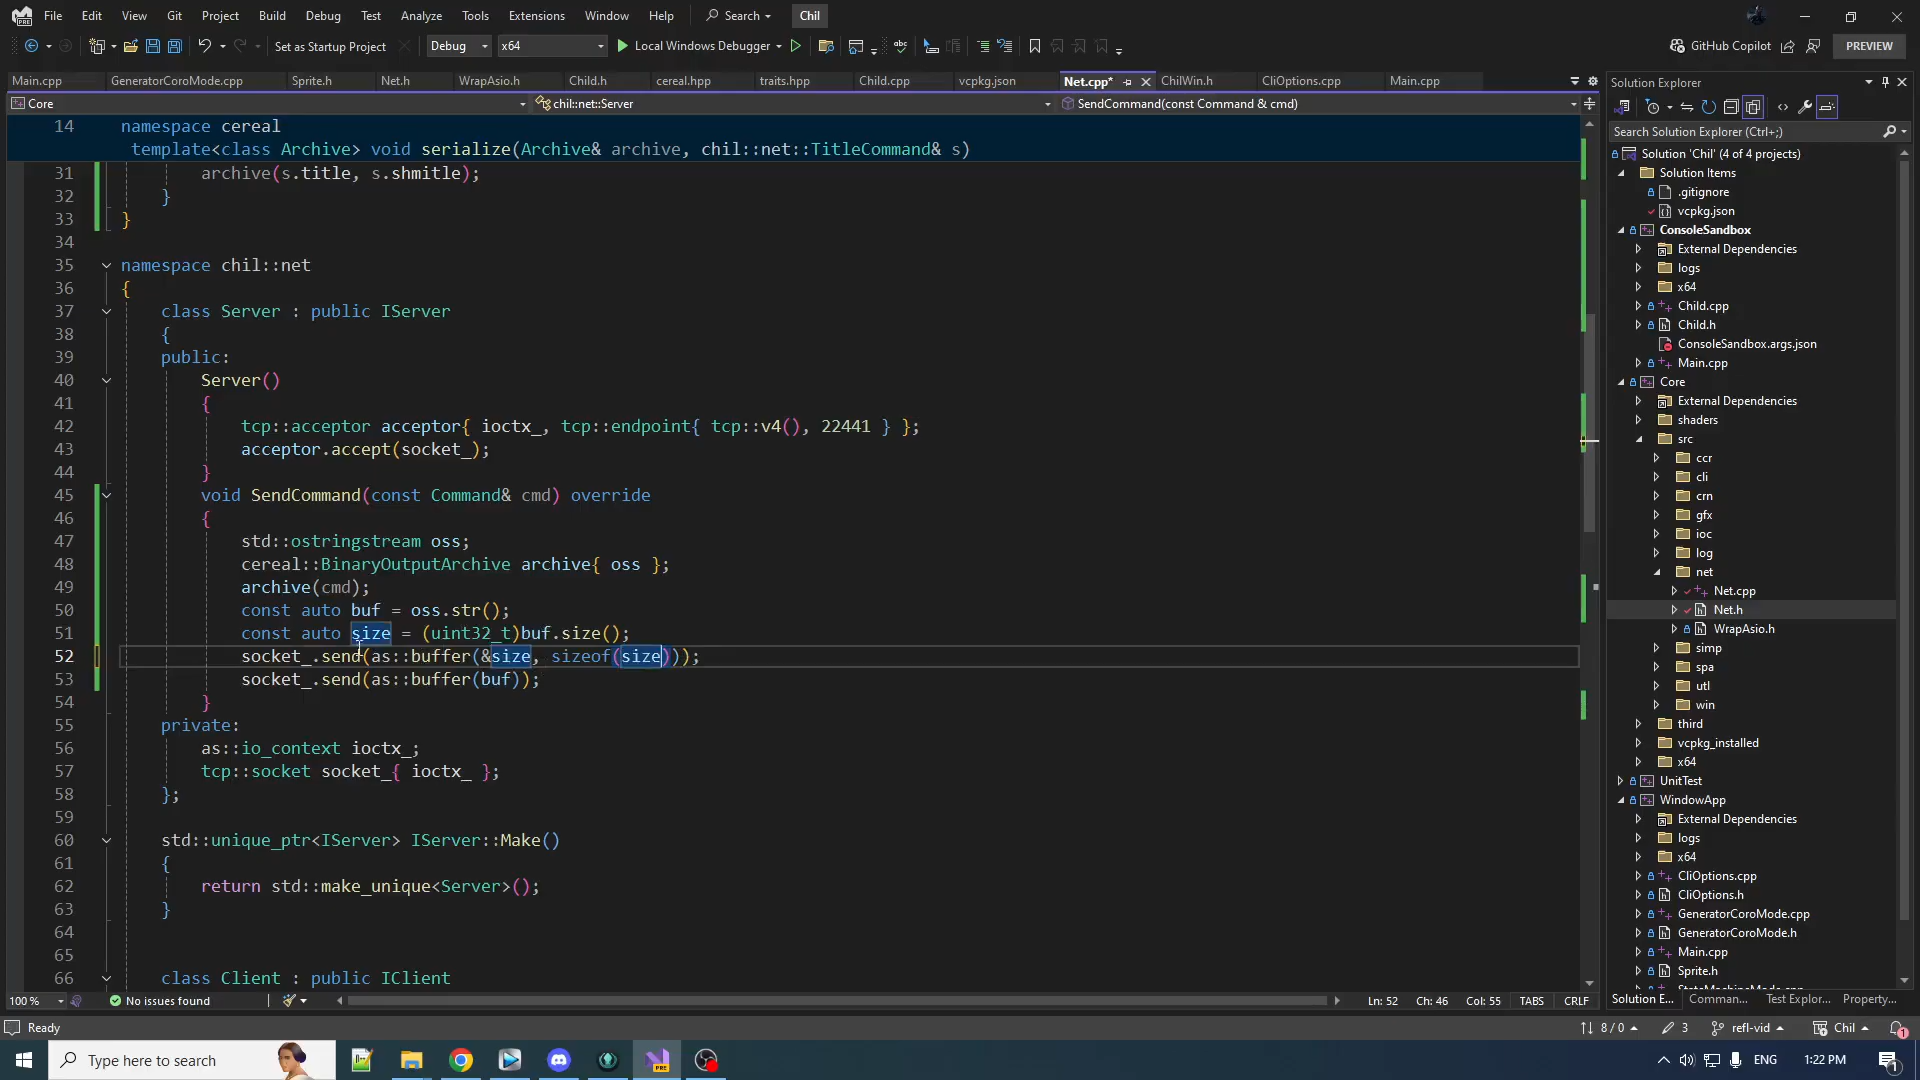 File Edit View Git Project Build Debug Test Analyze Tools Extensions Window Help Search Chil
Set as Startup Project Debug x64 Local Windows Debugger GitHub Copilot PREVIEW
Main.cpp GeneratorCoroMode.cpp Sprite.h Net.h WrapAsio.h Child.h cereal.hpp traits.hpp Child.cpp vcpkg.json Net.cpp* ChilWin.h CliOptions.cpp Main.cpp
Core chil::net::Server SendCommand(const Command & cmd)
14 namespace cereal
template<class Archive> void serialize(Archive& archive, chil::net::TitleCommand& s)
31 archive(s.title, s.shmitle);
32 }
33 }
34
35 namespace chil::net
36 {
37 class Server : public IServer
38 {
39 public:
40 Server()
41 {
42 tcp::acceptor acceptor{ ioctx_, tcp::endpoint{ tcp::v4(), 22441 } };
43 acceptor.accept(socket_);
44 }
45 void SendCommand(const Command& cmd) override
46 {
47 std::ostringstream oss;
48 cereal::BinaryOutputArchive archive{ oss };
49 archive(cmd);
50 const auto buf = oss.str();
51 const auto size = (uint32_t)buf.size();
52 socket_.send(as::buffer(&size, sizeof(size)));
53 socket_.send(as::buffer(buf));
54 }
55 private:
56 as::io_context ioctx_;
57 tcp::socket socket_{ ioctx_ };
58 };
59
60 std::unique_ptr<IServer> IServer::Make()
61 {
62 return std::make_unique<Server>();
63 }
64
65
66 class Client : public IClient
100 % No issues found Ln: 52 Ch: 46 Col: 55 TABS CRLF
Solution Explorer
Search Solution Explorer (Ctrl+;)
Solution 'Chil' (4 of 4 projects)
Solution Items
.gitignore
vcpkg.json
ConsoleSandbox
External Dependencies
logs
x64
Child.cpp
Child.h
ConsoleSandbox.args.json
Main.cpp
Core
External Dependencies
shaders
src
ccr
cli
crn
gfx
ioc
log
net
Net.cpp
Net.h
WrapAsio.h
simp
spa
utl
win
third
vcpkg_installed
x64
UnitTest
WindowApp
External Dependencies
logs
x64
CliOptions.cpp
CliOptions.h
GeneratorCoroMode.cpp
GeneratorCoroMode.h
Main.cpp
Sprite.h
Solution E... Comman... Test Explor... Property...
Ready 8 / 0 3 refl-vid Chil 1
Type here to search PRE ENG 1:22 PM 1